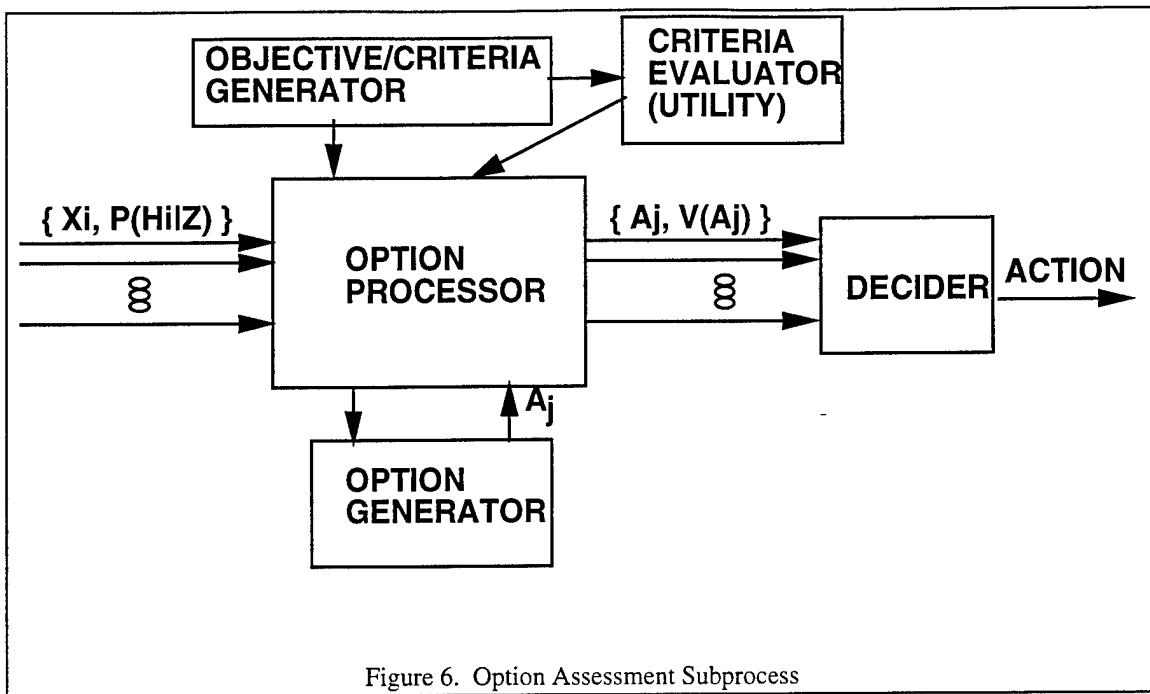 OBJECTIVE/CRITERIA
GENERATOR
CRITERIA
EVALUATOR
(UTILITY)
{ Xi, P(Hi|Z) }
OPTION
PROCESSOR
{ Aj, V(Aj) }
DECIDER
ACTION
Aj
OPTION
GENERATOR
Figure 6. Option Assessment Subprocess